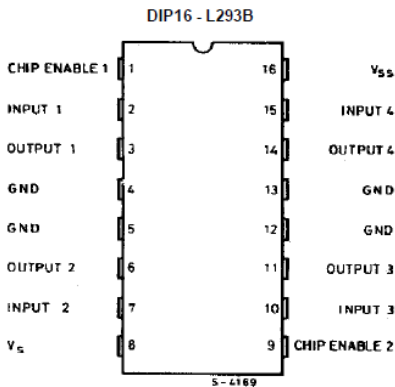 DIP16 - L293B
CHIP ENABLE 1 1 16 VSS
INPUT 1 2 15 INPUT 4
OUTPUT 1 3 14 OUTPUT 4
GND 4 13 GND
GND 5 12 GND
OUTPUT 2 6 11 OUTPUT 3
INPUT 2 7 10 INPUT 3
VS 8 9 CHIP ENABLE 2
S-4169